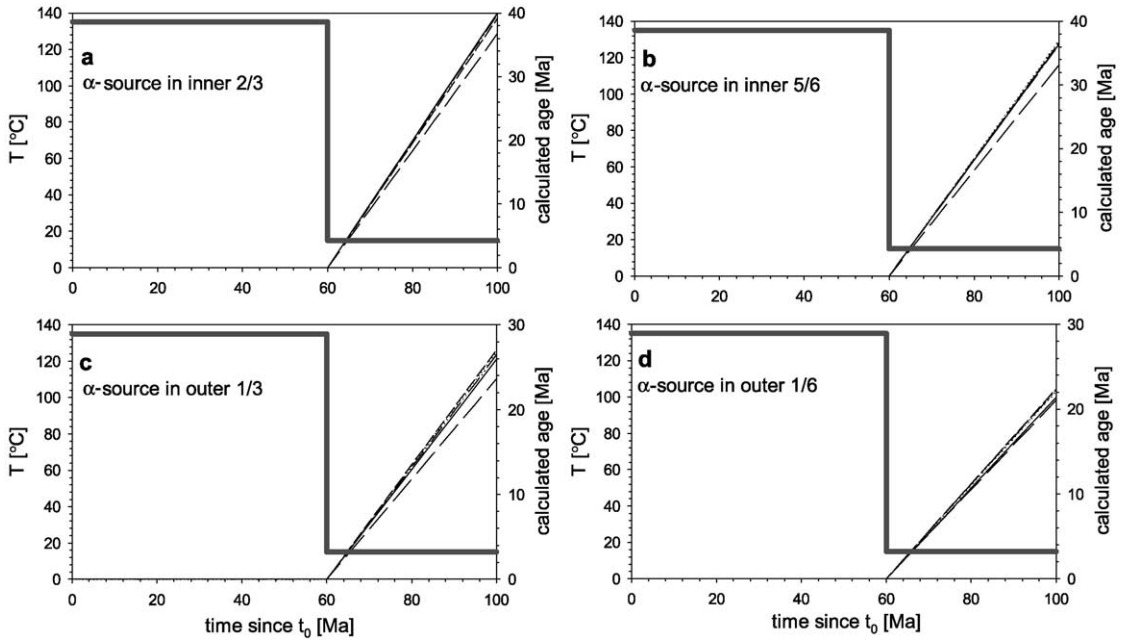 a
α-source in inner 2/3
T [°C]
140
120
100
80
60
40
20
0
0 20 40 60 80 100
40
30
20
10
0
calculated age [Ma]
b
α-source in inner 5/6
T [°C]
140
120
100
80
60
40
20
0
0 20 40 60 80 100
40
30
20
10
0
calculated age [Ma]
c
α-source in outer 1/3
T [°C]
140
120
100
80
60
40
20
0
0 20 40 60 80 100
time since t₀ [Ma]
30
20
10
0
calculated age [Ma]
d
α-source in outer 1/6
T [°C]
140
120
100
80
60
40
20
0
0 20 40 60 80 100
time since t₀ [Ma]
30
20
10
0
calculated age [Ma]